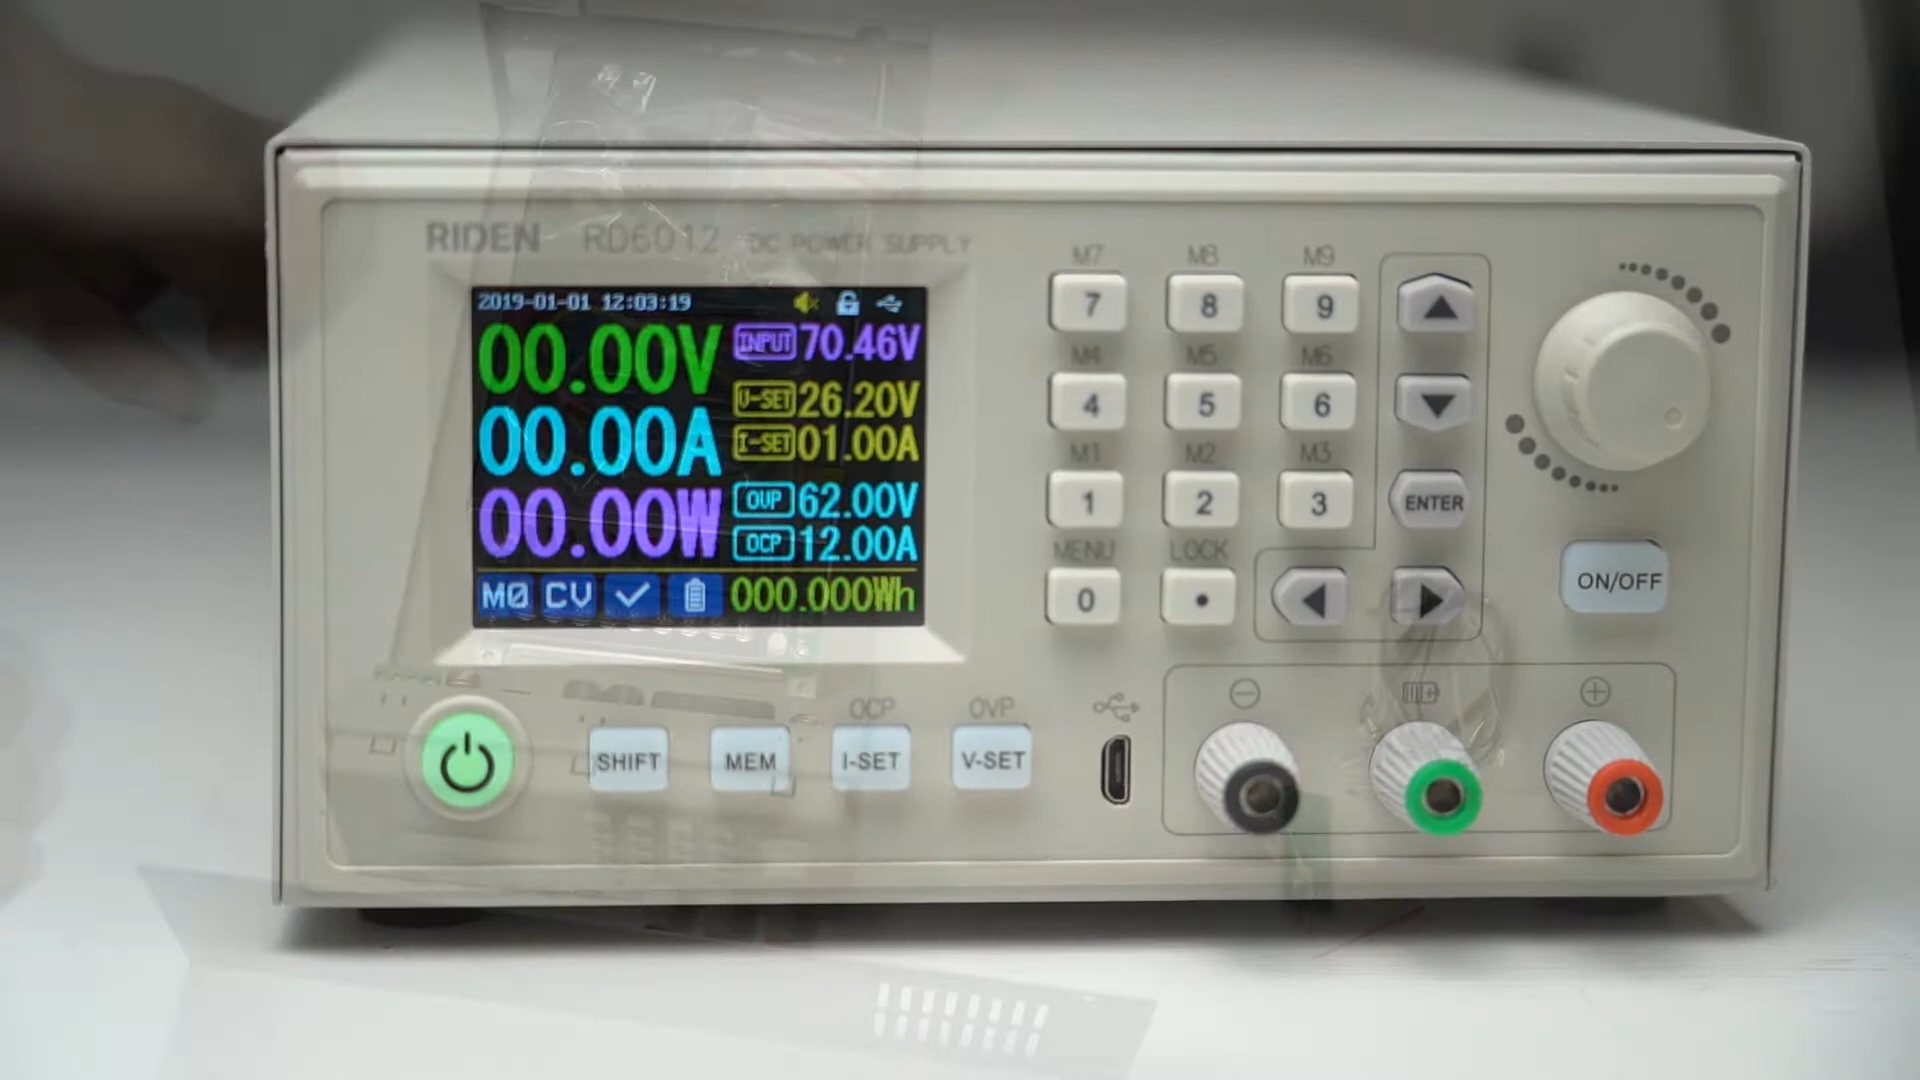 RIDEN RD6012 DC POWER SUPPLY
2019-01-01 12:03:19
00.00V
00.00A
00.00W
INPUT 70.46V
V-SET 26.20V
I-SET 01.00A
OVP 62.00V
OCP 12.00A
M0 CV 000.000Wh
M7 M8 M9
7 8 9
M4 M5 M6
4 5 6
M1 M2 M3
1 2 3 ENTER
MENU LOCK
0 •
ON/OFF
OCP OVP
SHIFT MEM I-SET V-SET